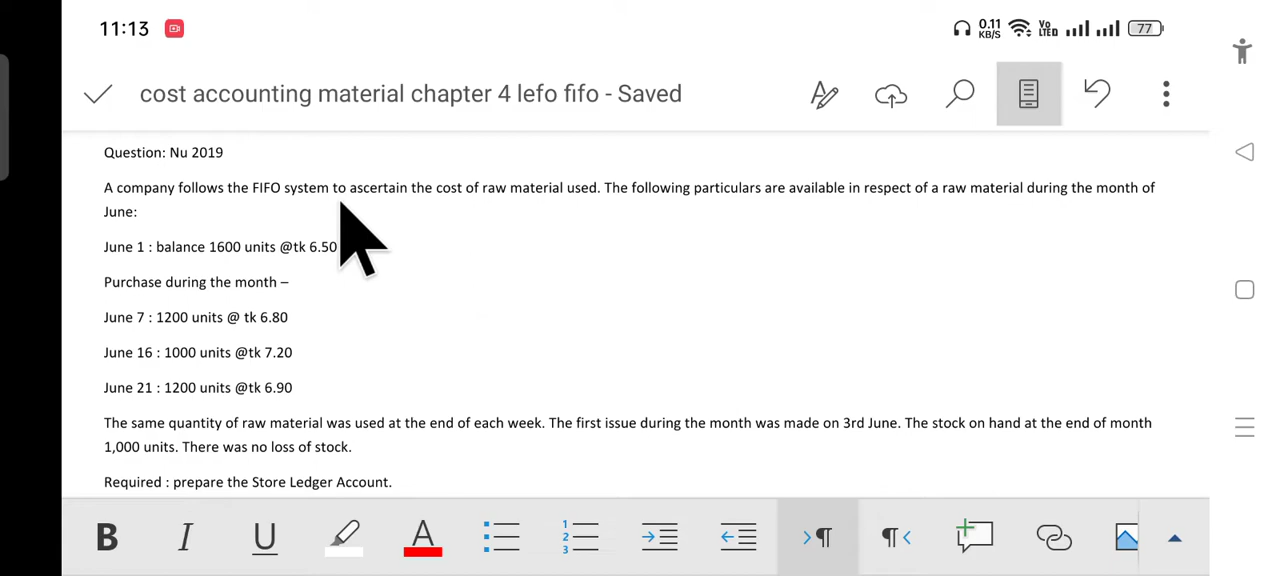 11:13
0.11
KB/S
Vo
LTE
77
cost accounting material chapter 4 lefo fifo - Saved
Question: Nu 2019
A company follows the FIFO system to ascertain the cost of raw material used. The following particulars are available in respect of a raw material during the month of
June:
June 1 : balance 1600 units @tk 6.50
Purchase during the month –
June 7 : 1200 units @ tk 6.80
June 16 : 1000 units @tk 7.20
June 21 : 1200 units @tk 6.90
The same quantity of raw material was used at the end of each week. The first issue during the month was made on 3rd June. The stock on hand at the end of month
1,000 units. There was no loss of stock.
Required : prepare the Store Ledger Account.
B I U A
1
2
3